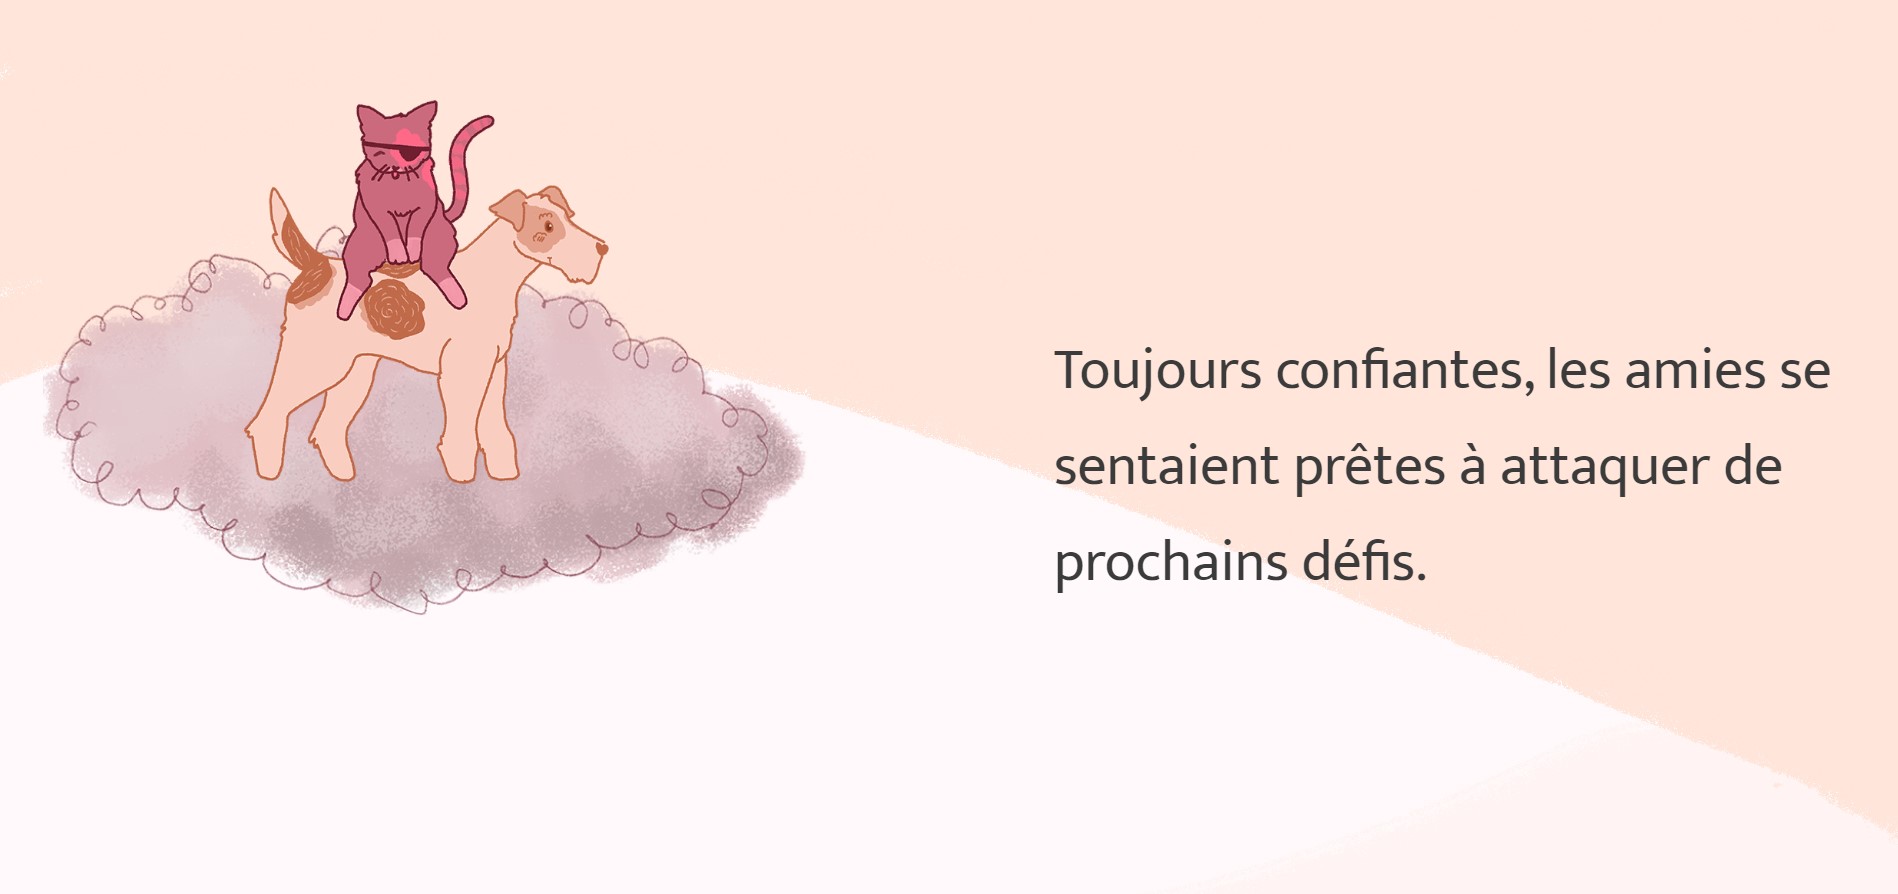 Toujours confiantes, les amies se
sentaient prêtes à attaquer de
prochains défis.